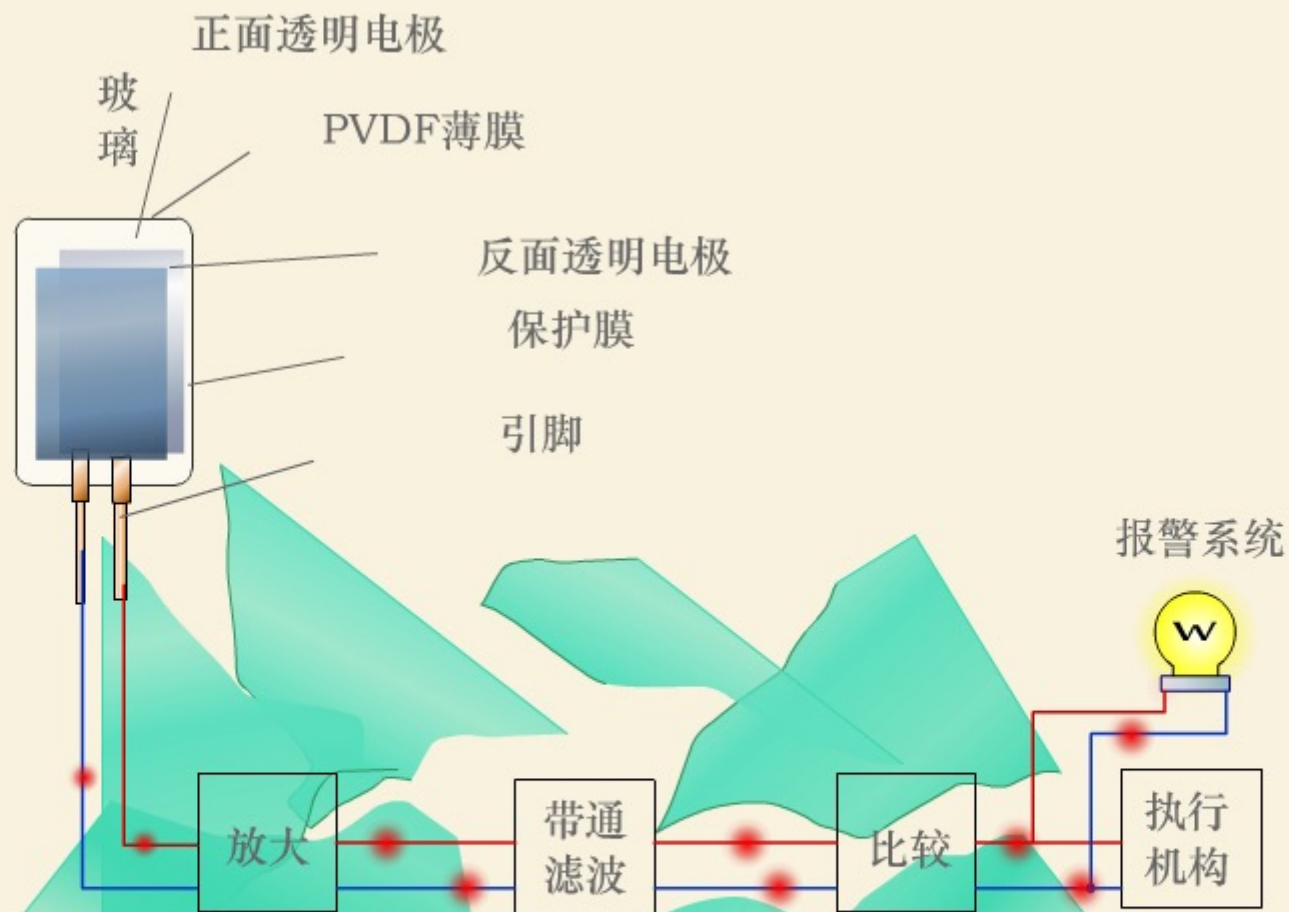 正面透明电极
玻
璃
PVDF薄膜
反面透明电极
保护膜
引脚
报警系统
W
放大
带通
滤波
比较
执行
机构